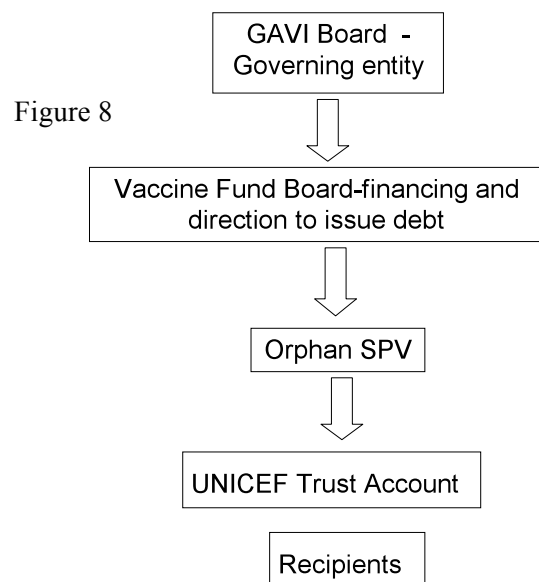 GAVI Board -
Governing entity
Figure 8
Vaccine Fund Board-financing and
direction to issue debt
Orphan SPV
UNICEF Trust Account
Recipients